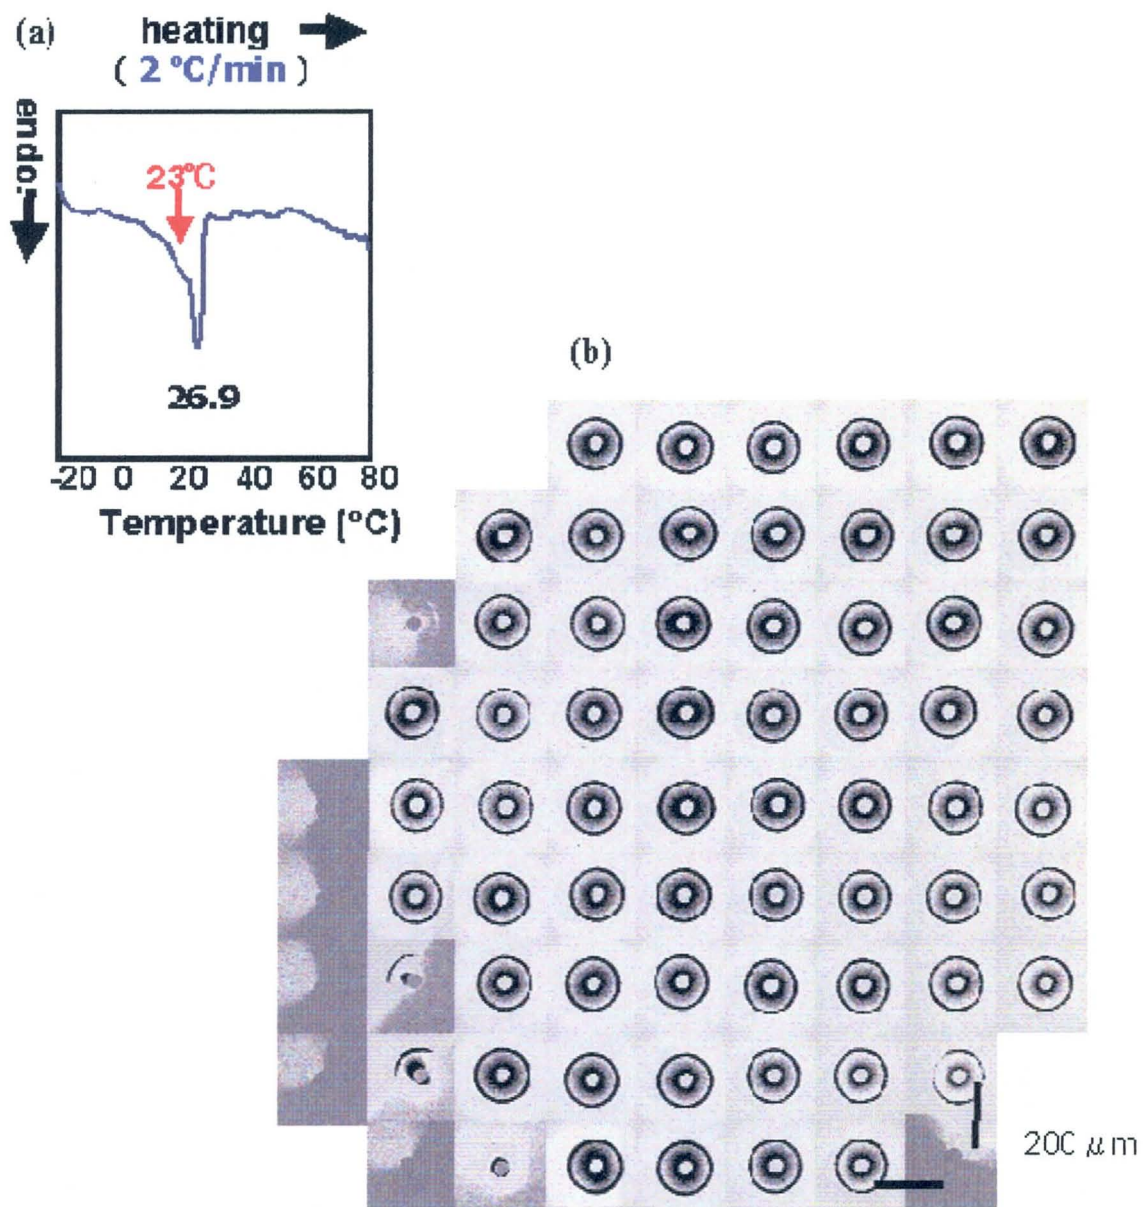 (a)
heating
( 2 °C/min )
endo.
23°C
26.9
-20 0 20 40 60 80
Temperature (°C)
(b)
200 μm